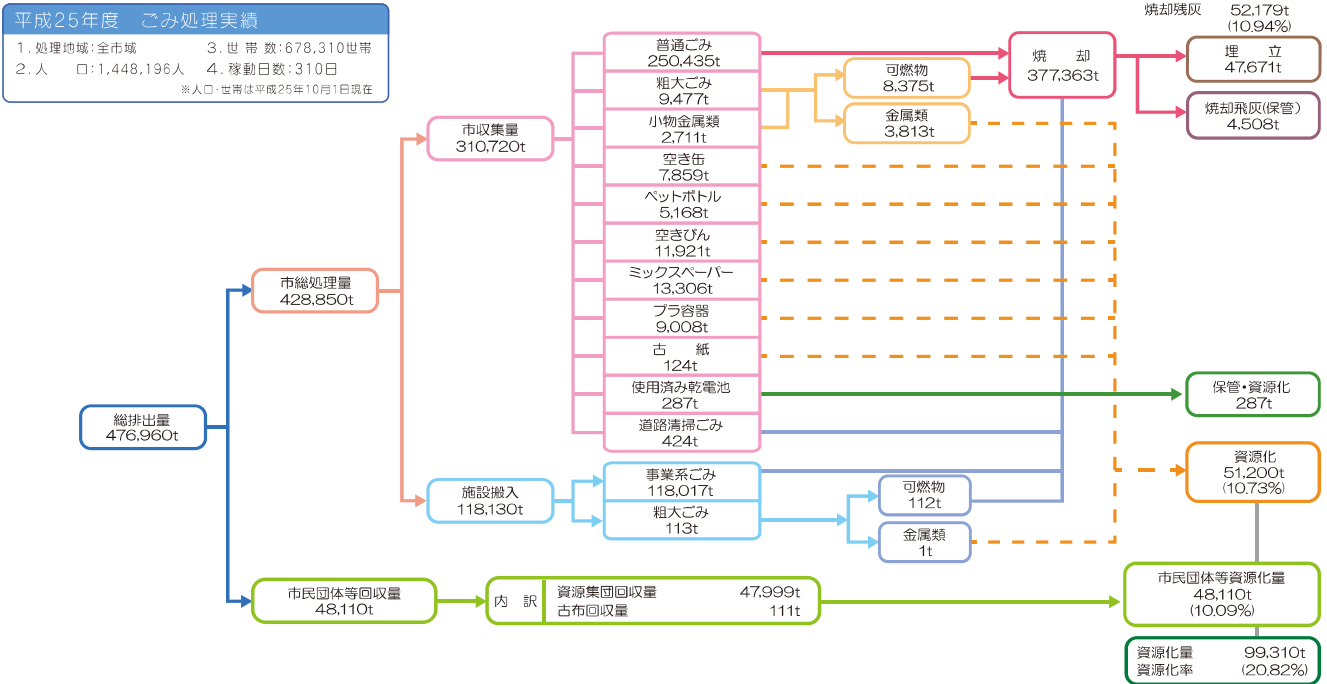 平成25年度　ごみ処理実績
1. 処理地域：全市域
3. 世 帯 数：678,310世帯
2. 人　　口：1,448,196人
4. 稼動日数：310日
※人口・世帯は平成25年10月1日現在
総排出量
476,960t
市総処理量
428,850t
市収集量
310,720t
普通ごみ
250,435t
粗大ごみ
9,477t
小物金属類
2,711t
空き缶
7,859t
ペットボトル
5,168t
空きびん
11,921t
ミックスペーパー
13,306t
プラ容器
9,008t
古　　紙
124t
使用済み乾電池
287t
道路清掃ごみ
424t
可燃物
8,375t
金属類
3,813t
焼　却
377,363t
焼却残灰　52,179t
(10.94%)
埋　立
47,671t
焼却飛灰(保管)
4,508t
保管・資源化
287t
施設搬入
118,130t
事業系ごみ
118,017t
粗大ごみ
113t
可燃物
112t
金属類
1t
資源化
51,200t
(10.73%)
市民団体等回収量
48,110t
内　訳
資源集団回収量　47,999t
古布回収量　111t
市民団体等資源化量
48,110t
(10.09%)
資源化量　99,310t
資源化率　(20.82%)